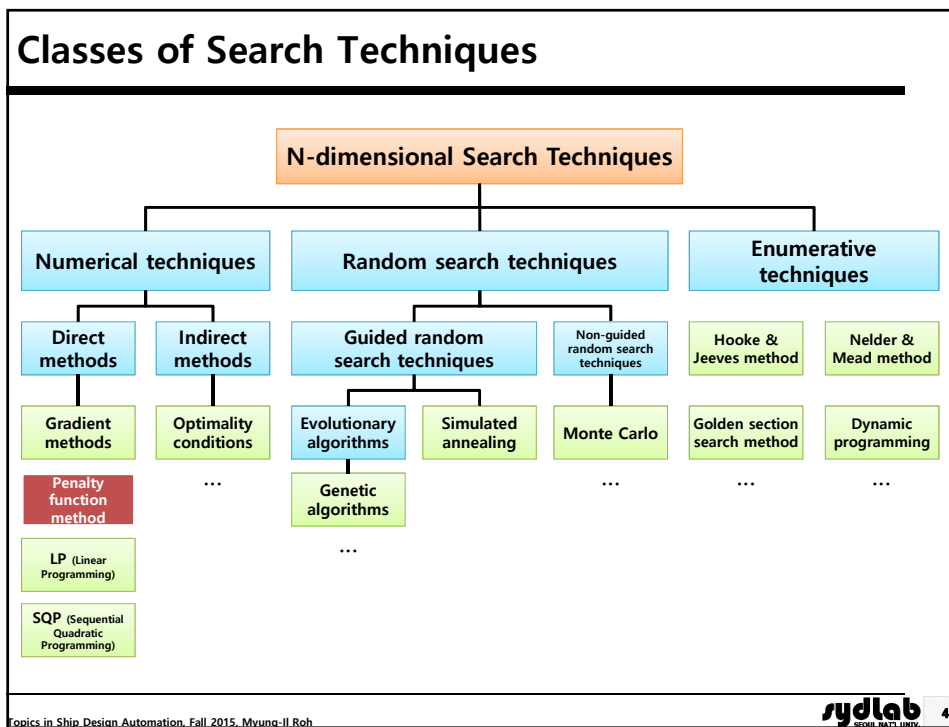 Classes of Search Techniques
N-dimensional Search Techniques
Numerical techniques
Random search techniques
Enumerative
techniques
Direct
methods
Indirect
methods
Guided random
search techniques
Non-guided
random search
techniques
Hooke &
Jeeves method
Nelder &
Mead method
Gradient
methods
Optimality
conditions
Evolutionary
algorithms
Simulated
annealing
Monte Carlo
Golden section
search method
Dynamic
programming
Penalty
function
method
...
Genetic
algorithms
...
...
...
...
LP (Linear
Programming)
SQP (Sequential
Quadratic
Programming)
Topics in Ship Design Automation, Fall 2015, Myung-Il Roh
sydlab
SEOUL NAT'L UNIV.
4